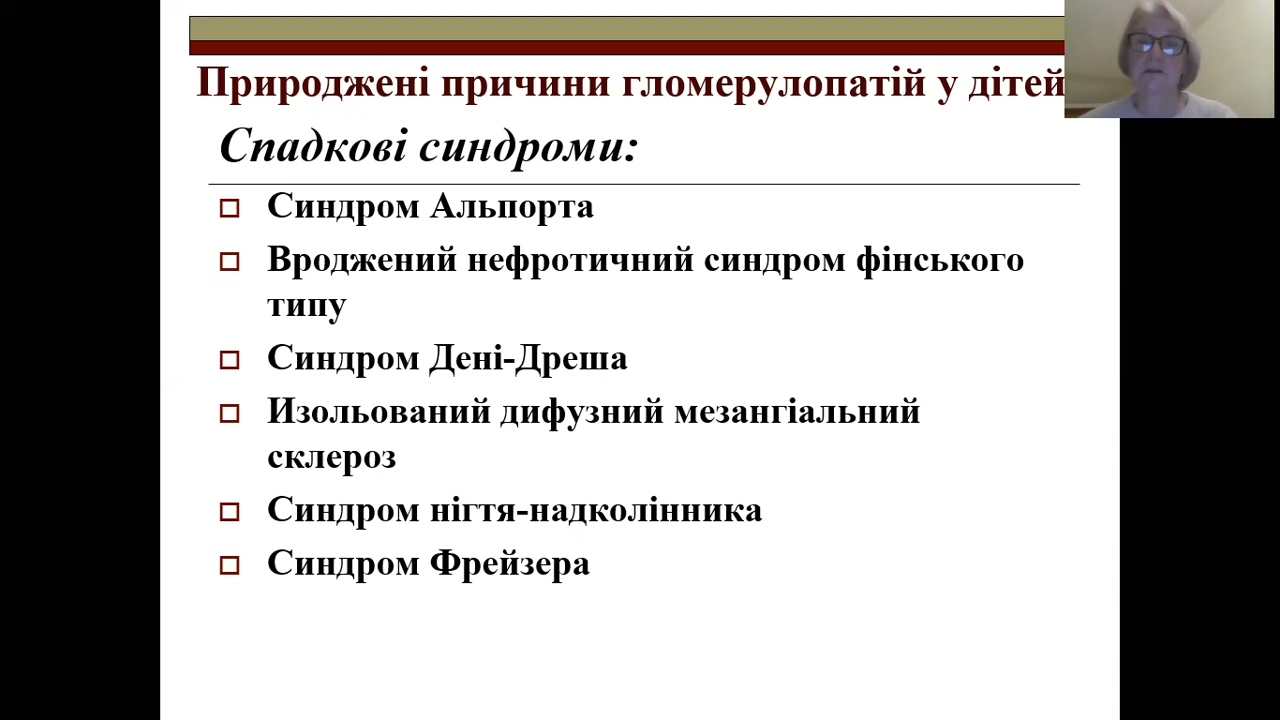 Природжені причини гломерулопатій у дітей
Спадкові синдроми:
Синдром Альпорта
Вроджений нефротичний синдром фінського
типу
Синдром Дені-Дреша
Изольований дифузний мезангіальний
склероз
Синдром нігтя-надколінника
Синдром Фрейзера